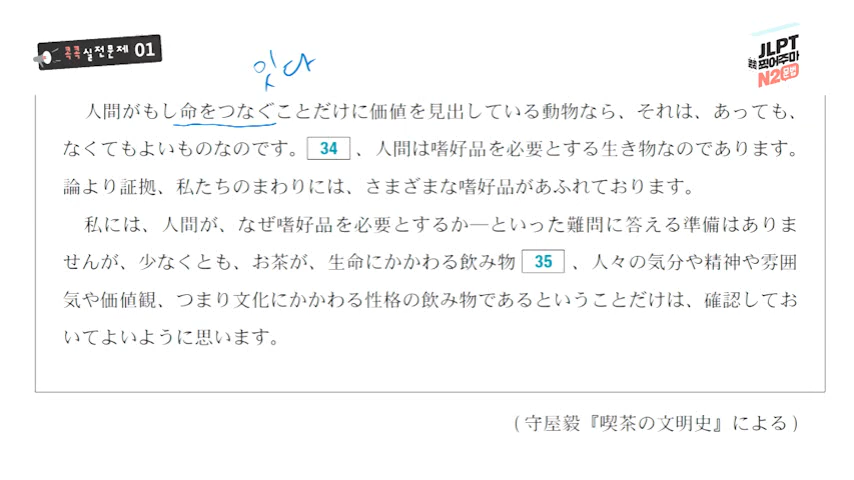 콕콕 실전문제 01
JLPT
콕콕 찍어주마
N2 문법
잇다
人間がもし命をつなぐことだけに価値を見出している動物なら、それは、あっても、
なくてもよいものなのです。 34 、人間は嗜好品を必要とする生き物なのであります。
論より証拠、私たちのまわりには、さまざまな嗜好品があふれております。
私には、人間が、なぜ嗜好品を必要とするか─といった難問に答える準備はありま
せんが、少なくとも、お茶が、生命にかかわる飲み物 35 、人々の気分や精神や雰囲
気や価値観、つまり文化にかかわる性格の飲み物であるということだけは、確認してお
いてよいように思います。
(守屋毅『喫茶の文明史』による)